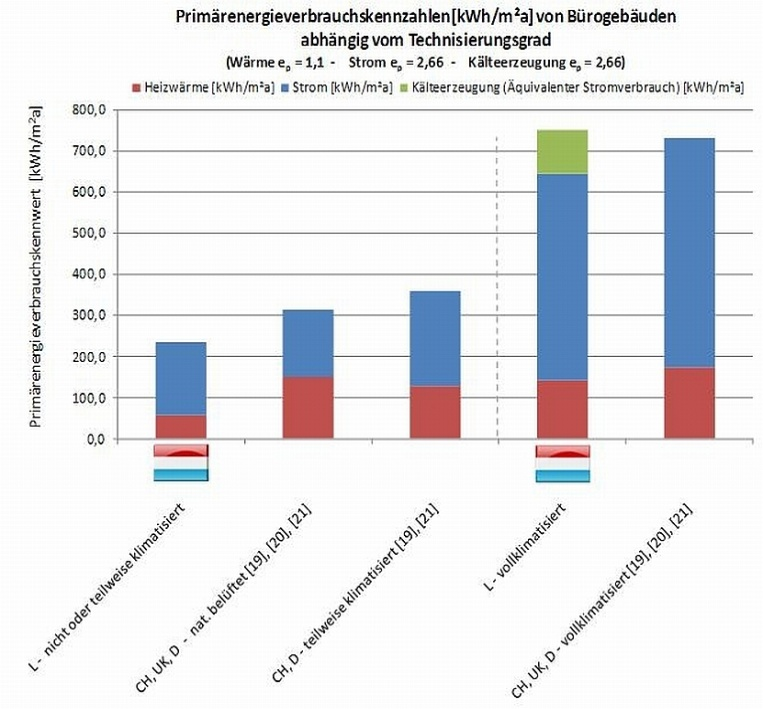 Primärenergieverbrauchskennzahlen [kWh/m²a] von Bürogebäuden
abhängig vom Technisierungsgrad
(Wärme eₚ = 1,1 - Strom eₚ = 2,66 - Kälteerzeugung eₚ = 2,66)
Heizwärme [kWh/m²a] Strom [kWh/m²a] Kälteerzeugung (Äquivalenter Stromverbrauch) [kWh/m²a]
Primärenergieverbrauchskennwert [kWh/m²a]
800,0
700,0
600,0
500,0
400,0
300,0
200,0
100,0
0,0
L - nicht oder teilweise klimatisiert
CH, UK, D - nat. belüftet [19], [20], [21]
CH, D - teilweise klimatisiert [19], [21]
L - vollklimatisiert
CH, UK, D - vollklimatisiert [19], [20], [21]